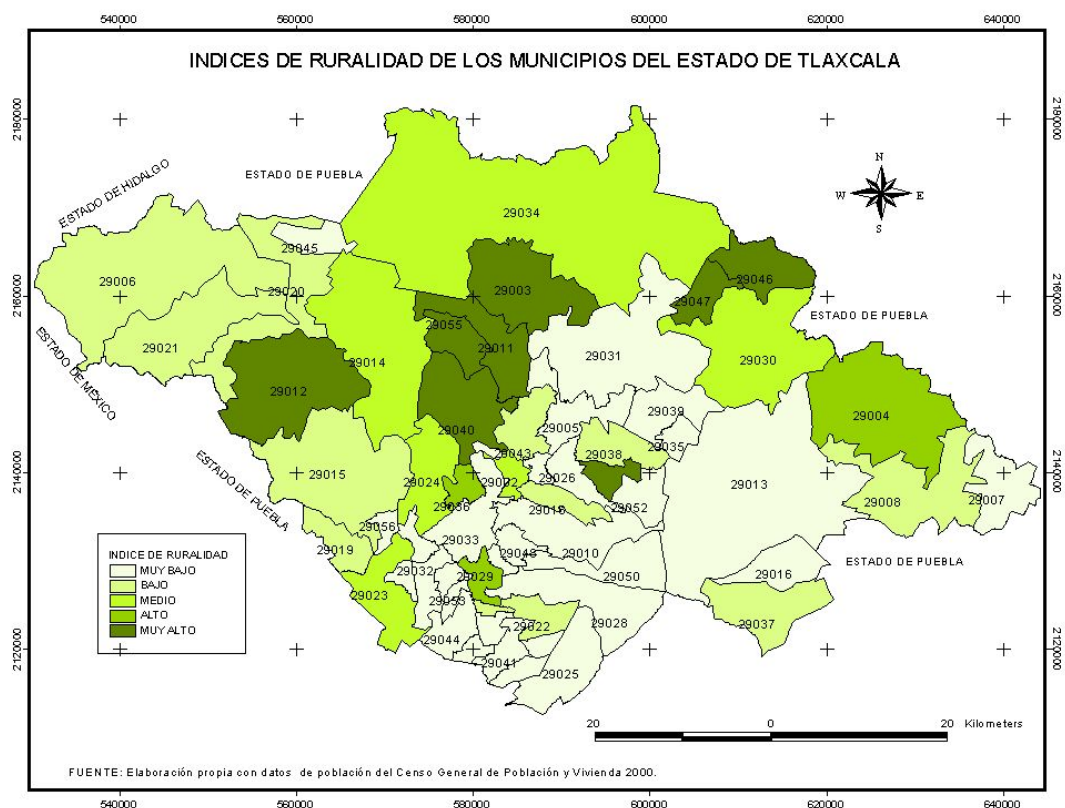 540000 560000 580000 600000 620000 640000
INDICES DE RURALIDAD DE LOS MUNICIPIOS DEL ESTADO DE TLAXCALA
2180000 2180000
ESTADO DE HIDALGO
ESTADO DE PUEBLA
N
W E
S
29034
29045
29006
29020
29003
29046
29047
2160000 2160000
ESTADO DE PUEBLA
29055
29011
29021
29014
29031
29030
ESTADO DE MEXICO
29012
29039
29004
29040
29005
29035
29043
29038
2140000 2140000
ESTADO DE PUEBLA
29015
29024
29002
29026
29013
29008
29007
29036
29052
29056
29033
29019
29048
29010
ESTADO DE PUEBLA
INDICE DE RURALIDAD
MUY BAJO
BAJO
MEDIO
ALTO
MUY ALTO
29032
29029
29050
29016
29023
29053
29022
29028
29037
29044
2120000 2120000
29041
29025
20 0 20 Kilometers
FUENTE: Elaboración propia con datos de población del Censo General de Población y Vivienda 2000.
540000 560000 580000 600000 620000 640000